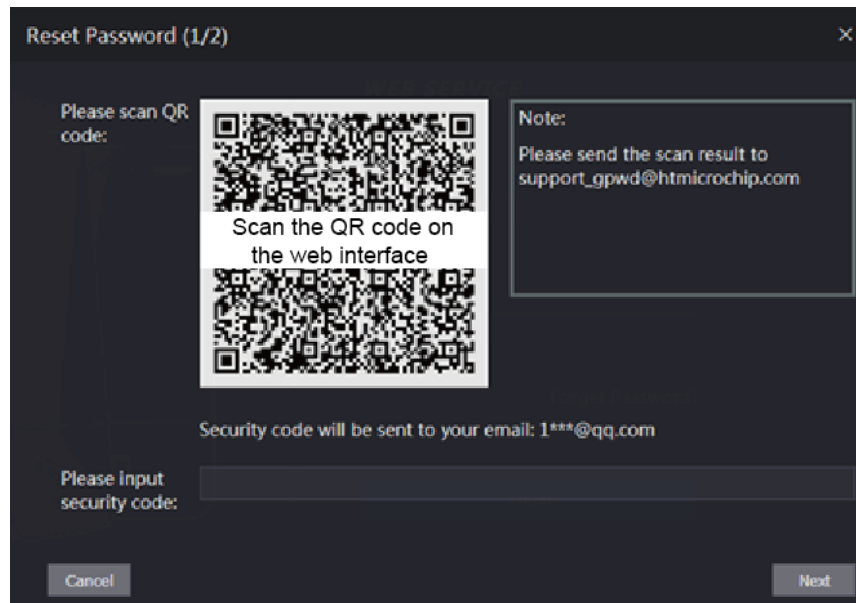 Reset Password (1/2)
WEB SERVICE
Please scan QR
code:
Scan the QR code on
the web interface
Note:
Please send the scan result to
support_gpwd@htmicrochip.com
Security code will be sent to your email: 1***@qq.com
Please input
security code:
Cancel
Next